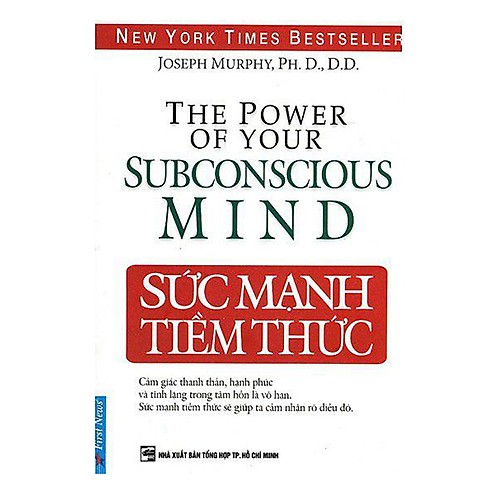 NEW YORK TIMES BESTSELLER
JOSEPH MURPHY, PH. D., D.D.
THE POWER
OF YOUR
SUBCONSCIOUS
MIND
SỨC MẠNH
TIỀM THỨC
Cảm giác thanh thản, hạnh phúc
và tĩnh lặng trong tâm hồn là vô hạn.
Sức mạnh tiềm thức sẽ giúp ta cảm nhận rõ điều đó.
First News
NHÀ XUẤT BẢN TỔNG HỢP TP. HỒ CHÍ MINH